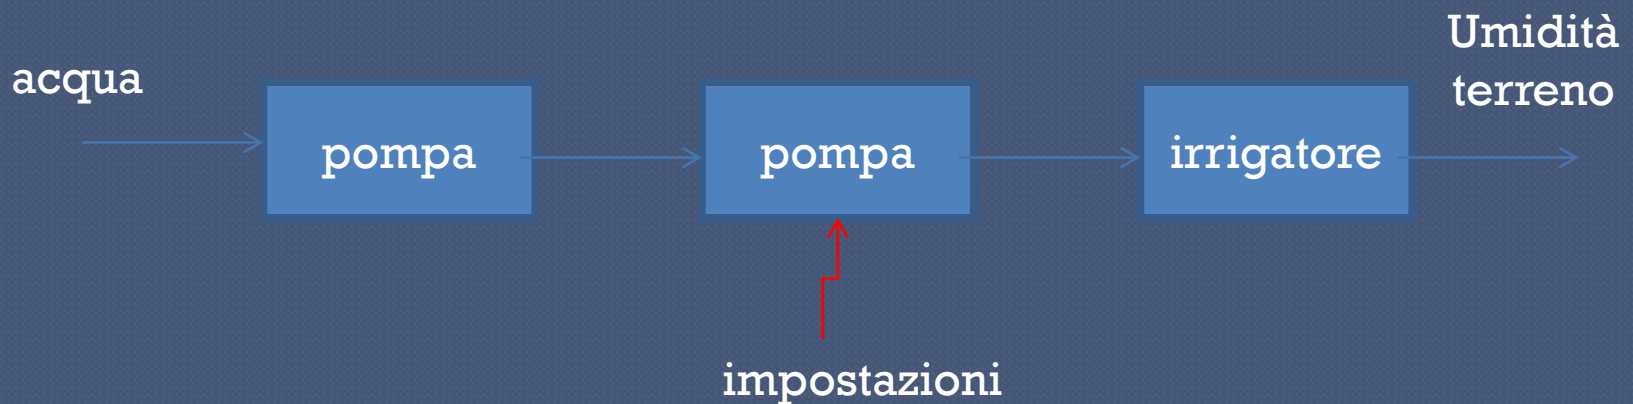 acqua
pompa
pompa
irrigatore
Umidità
terreno
impostazioni